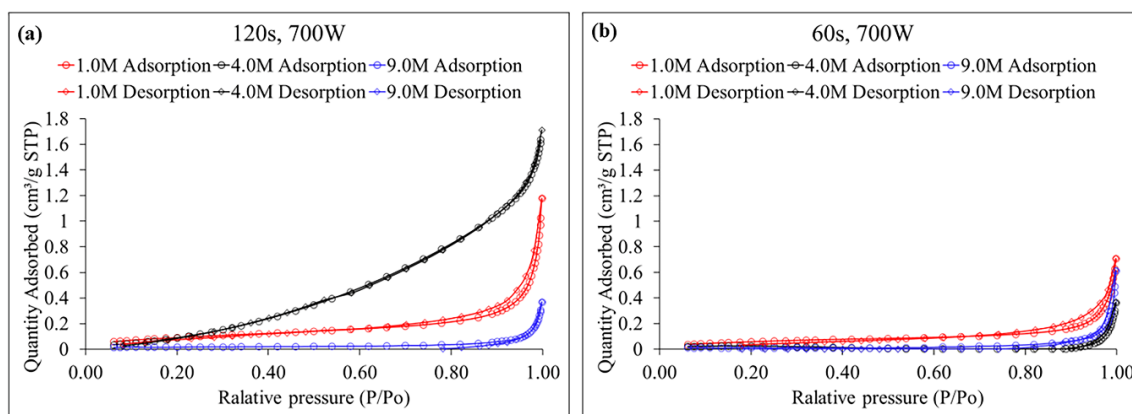 (a)
120s, 700W
1.0M Adsorption 4.0M Adsorption 9.0M Adsorption
1.0M Desorption 4.0M Desorption 9.0M Desorption
Quantity Adsorbed (cm³/g STP)
1.8
1.6
1.4
1.2
1
0.8
0.6
0.4
0.2
0
0.00 0.20 0.40 0.60 0.80 1.00
Ralative pressure (P/Po)
(b)
60s, 700W
1.0M Adsorption 4.0M Adsorption 9.0M Adsorption
1.0M Desorption 4.0M Desorption 9.0M Desorption
Quantity Adsorbed (cm³/g STP)
1.8
1.6
1.4
1.2
1
0.8
0.6
0.4
0.2
0
0.00 0.20 0.40 0.60 0.80 1.00
Ralative pressure (P/Po)